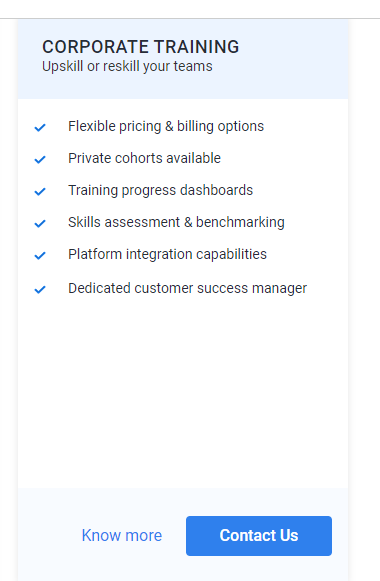 CORPORATE TRAINING
Upskill or reskill your teams
Flexible pricing & billing options
Private cohorts available
Training progress dashboards
Skills assessment & benchmarking
Platform integration capabilities
Dedicated customer success manager
Know more
Contact Us